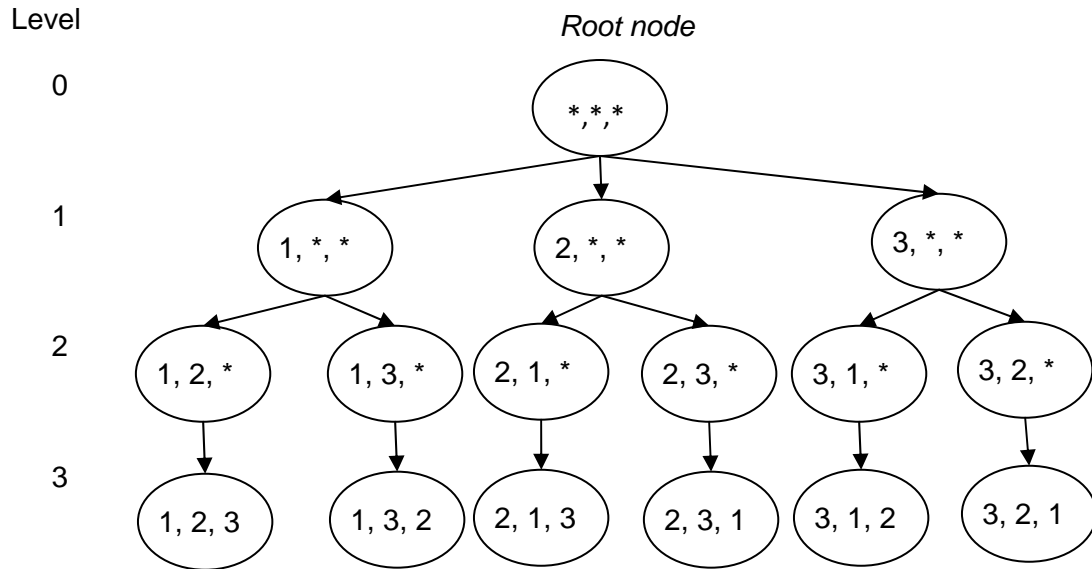 Level
Root node
0
*,*,*
1
1, *, *
2, *, *
3, *, *
2
1, 2, *
1, 3, *
2, 1, *
2, 3, *
3, 1, *
3, 2, *
3
1, 2, 3
1, 3, 2
2, 1, 3
2, 3, 1
3, 1, 2
3, 2, 1